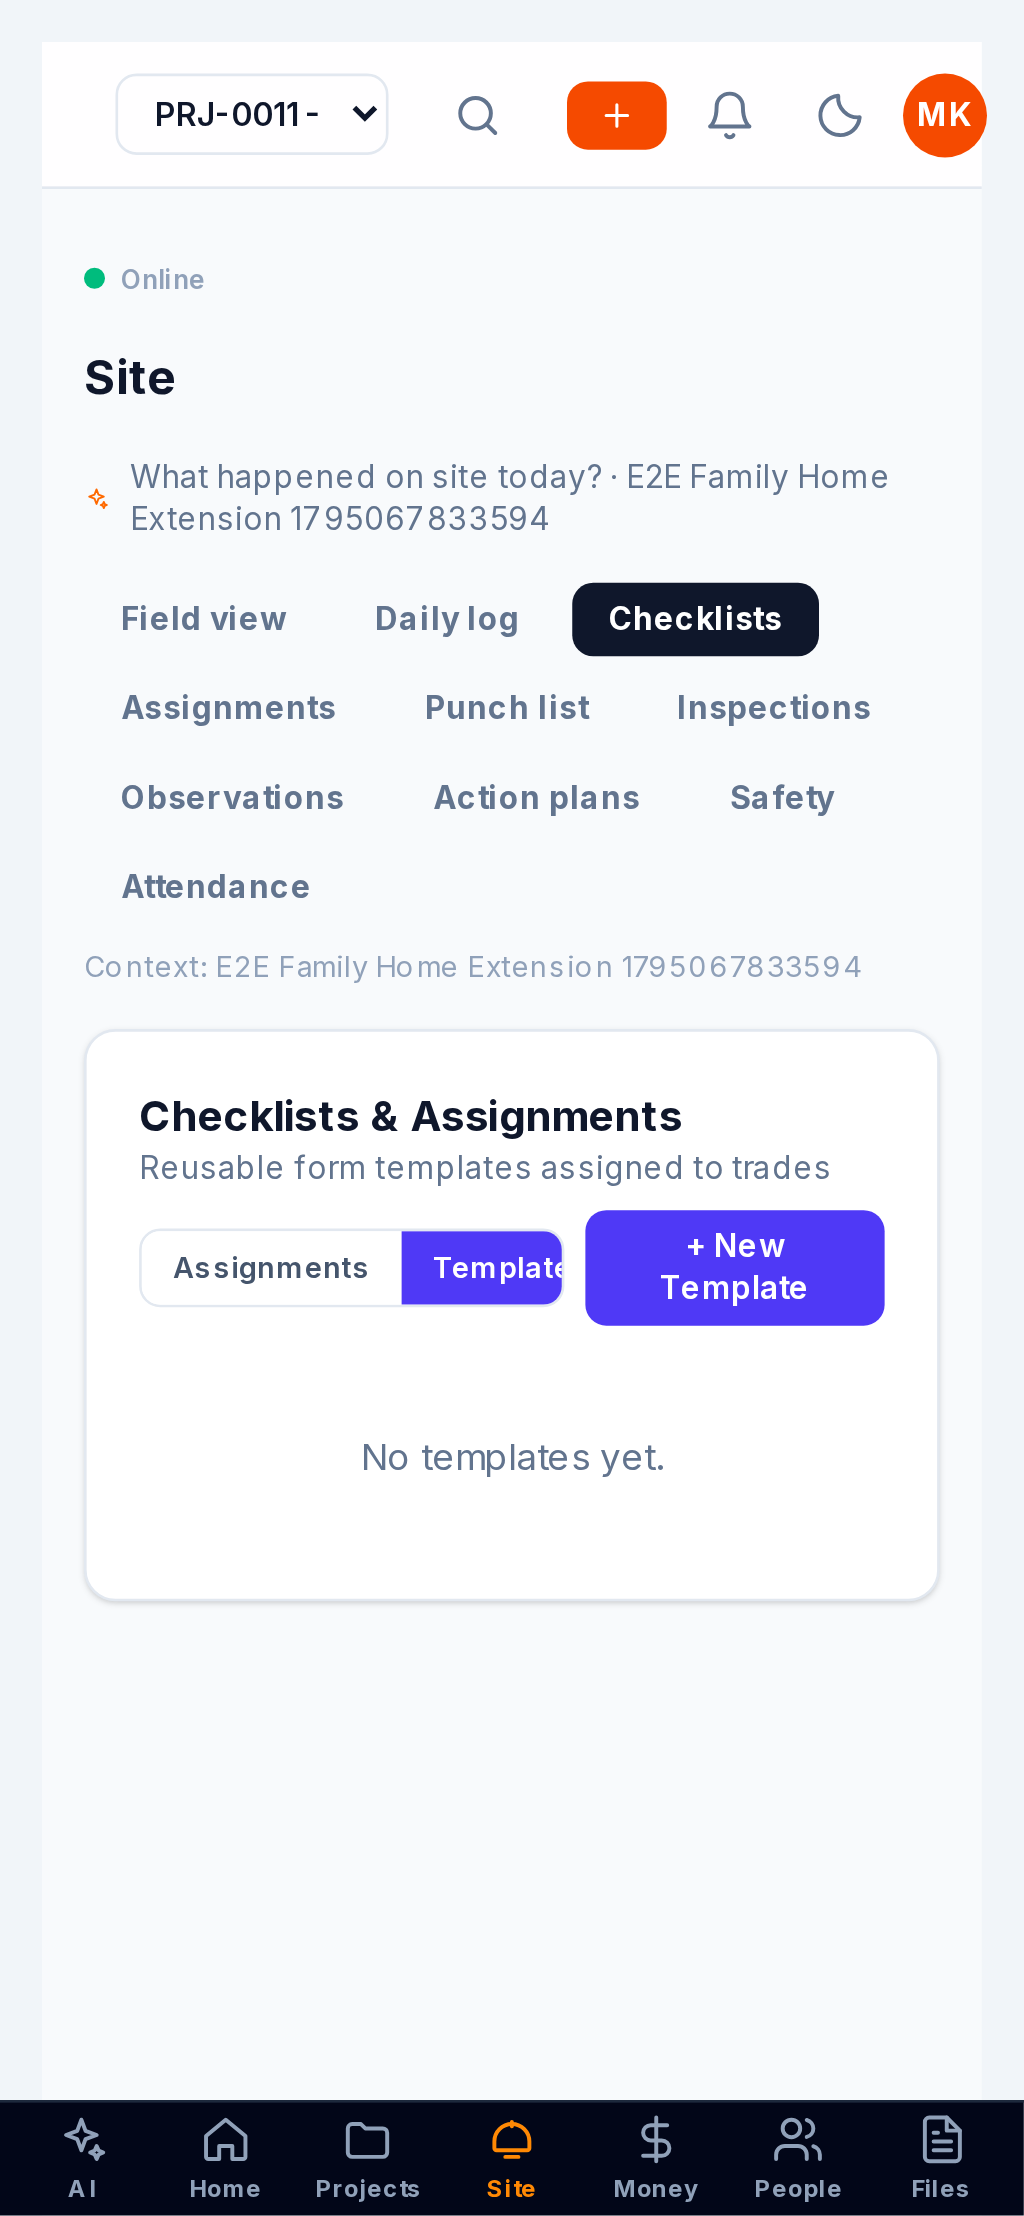 PRJ-0011 -
MK
Online
Site
What happened on site today? · E2E Family Home
Extension 1795067833594
Field view Daily log Checklists
Assignments Punch list Inspections
Observations Action plans Safety
Attendance
Context: E2E Family Home Extension 1795067833594
Checklists & Assignments
Reusable form templates assigned to trades
Assignments Template
+ New
Template
No templates yet.
AI Home Projects Site Money People Files